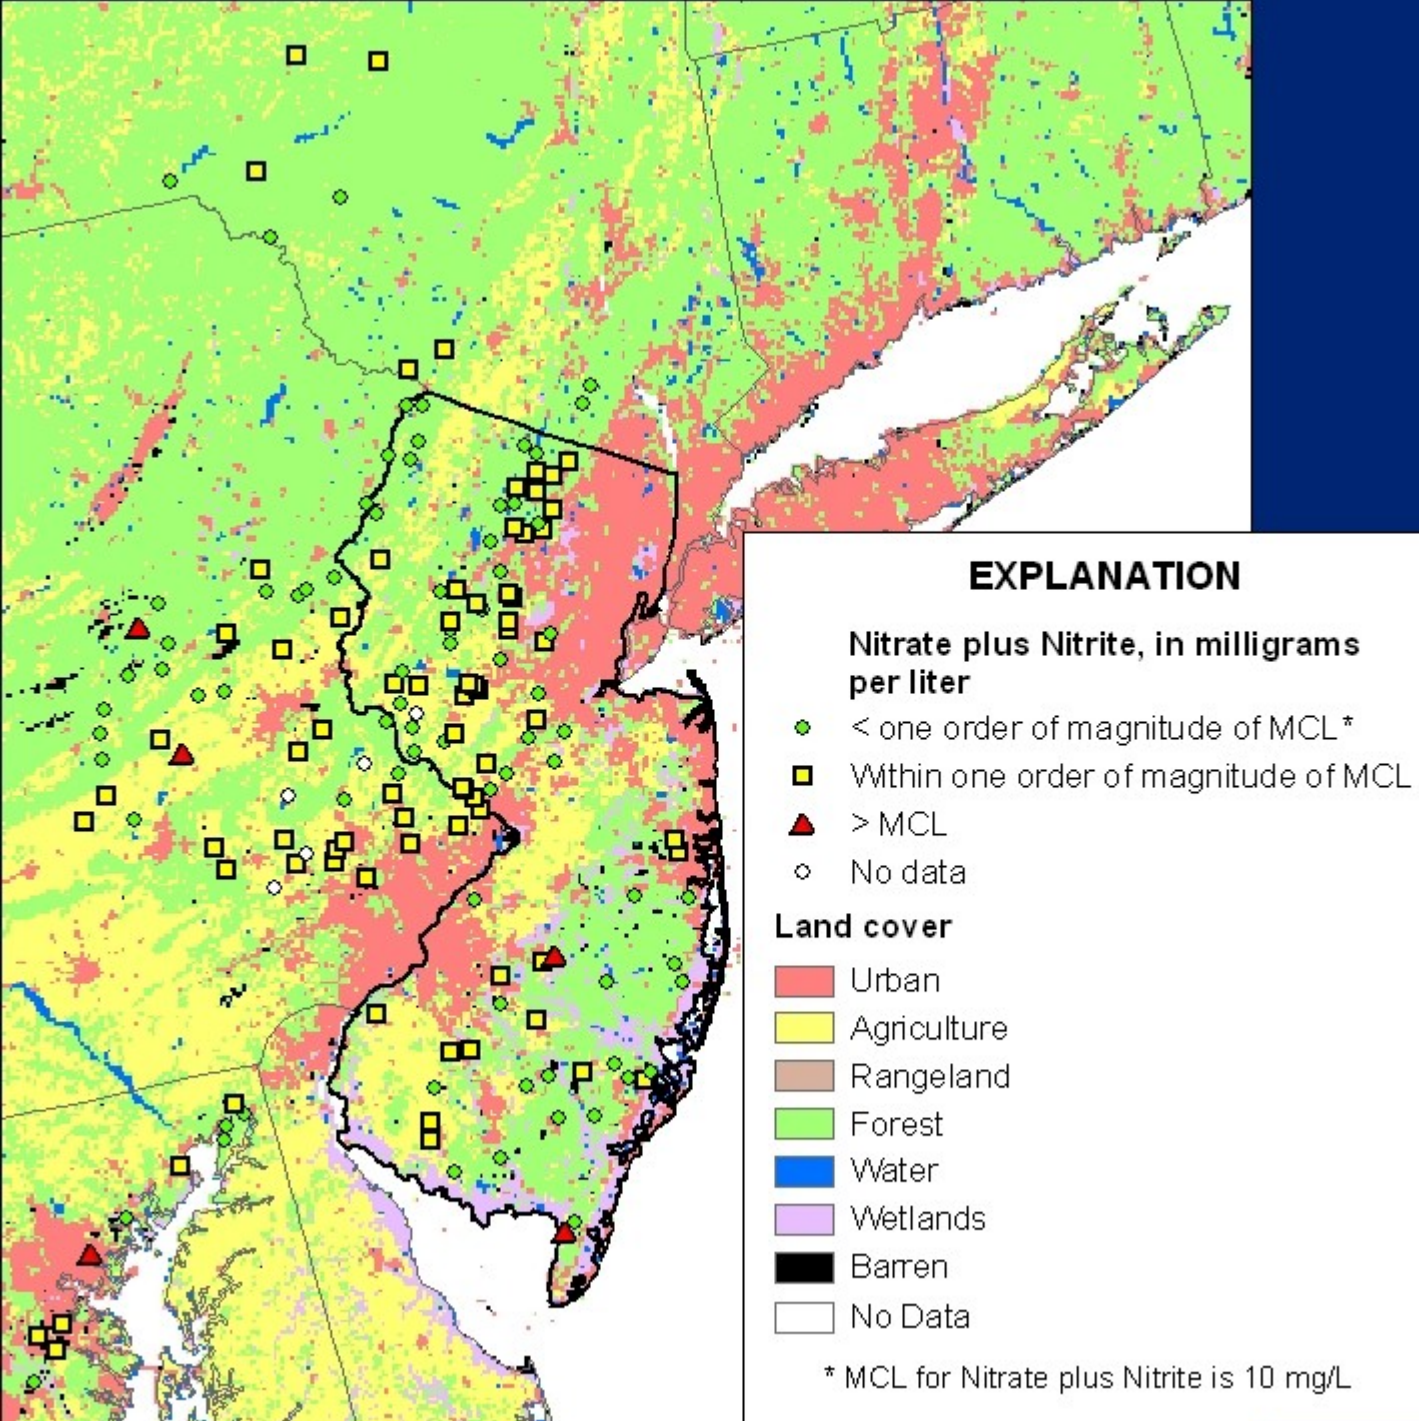 EXPLANATION
Nitrate plus Nitrite, in milligrams
per liter
< one order of magnitude of MCL*
Within one order of magnitude of MCL
> MCL
No data
Land cover
Urban
Agriculture
Rangeland
Forest
Water
Wetlands
Barren
No Data
* MCL for Nitrate plus Nitrite is 10 mg/L